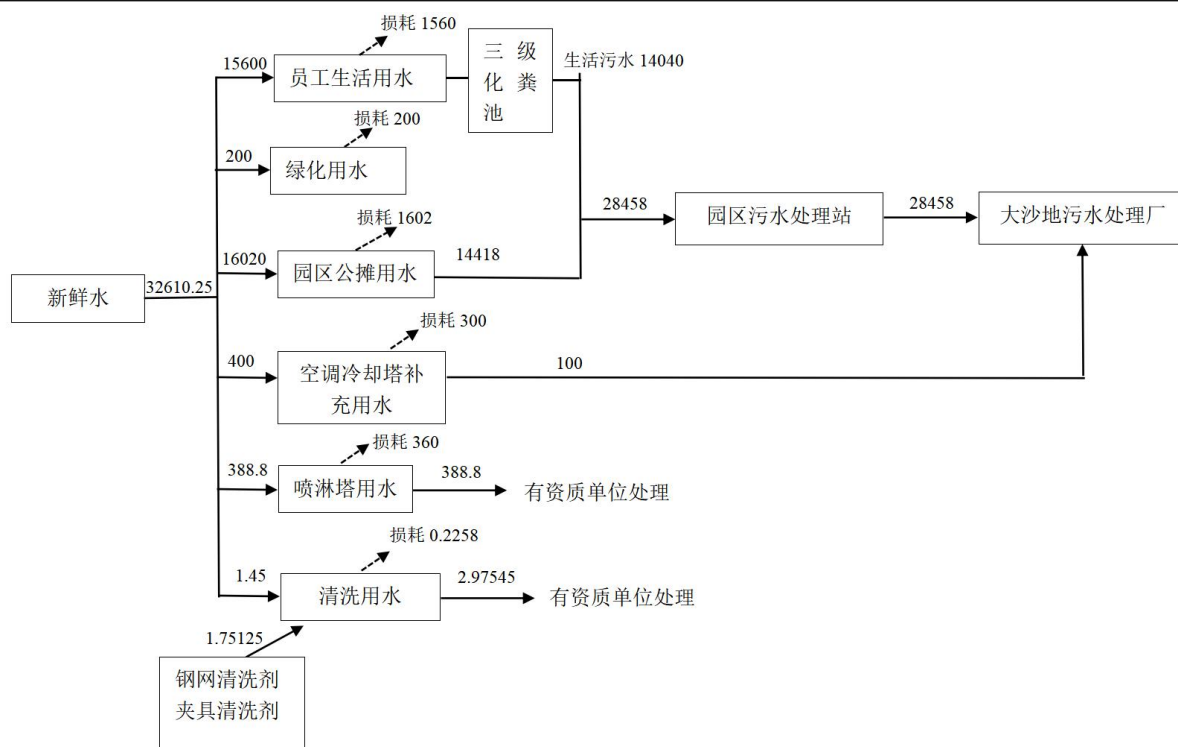 损耗 1560
15600
员工生活用水
三级
化粪
池
生活污水 14040
损耗 200
200
绿化用水
损耗 1602
16020
园区公摊用水
14418
28458
园区污水处理站
28458
大沙地污水处理厂
新鲜水
32610.25
损耗 300
400
空调冷却塔补
充用水
100
损耗 360
388.8
喷淋塔用水
388.8
有资质单位处理
损耗 0.2258
1.45
清洗用水
2.97545
有资质单位处理
1.75125
钢网清洗剂
夹具清洗剂